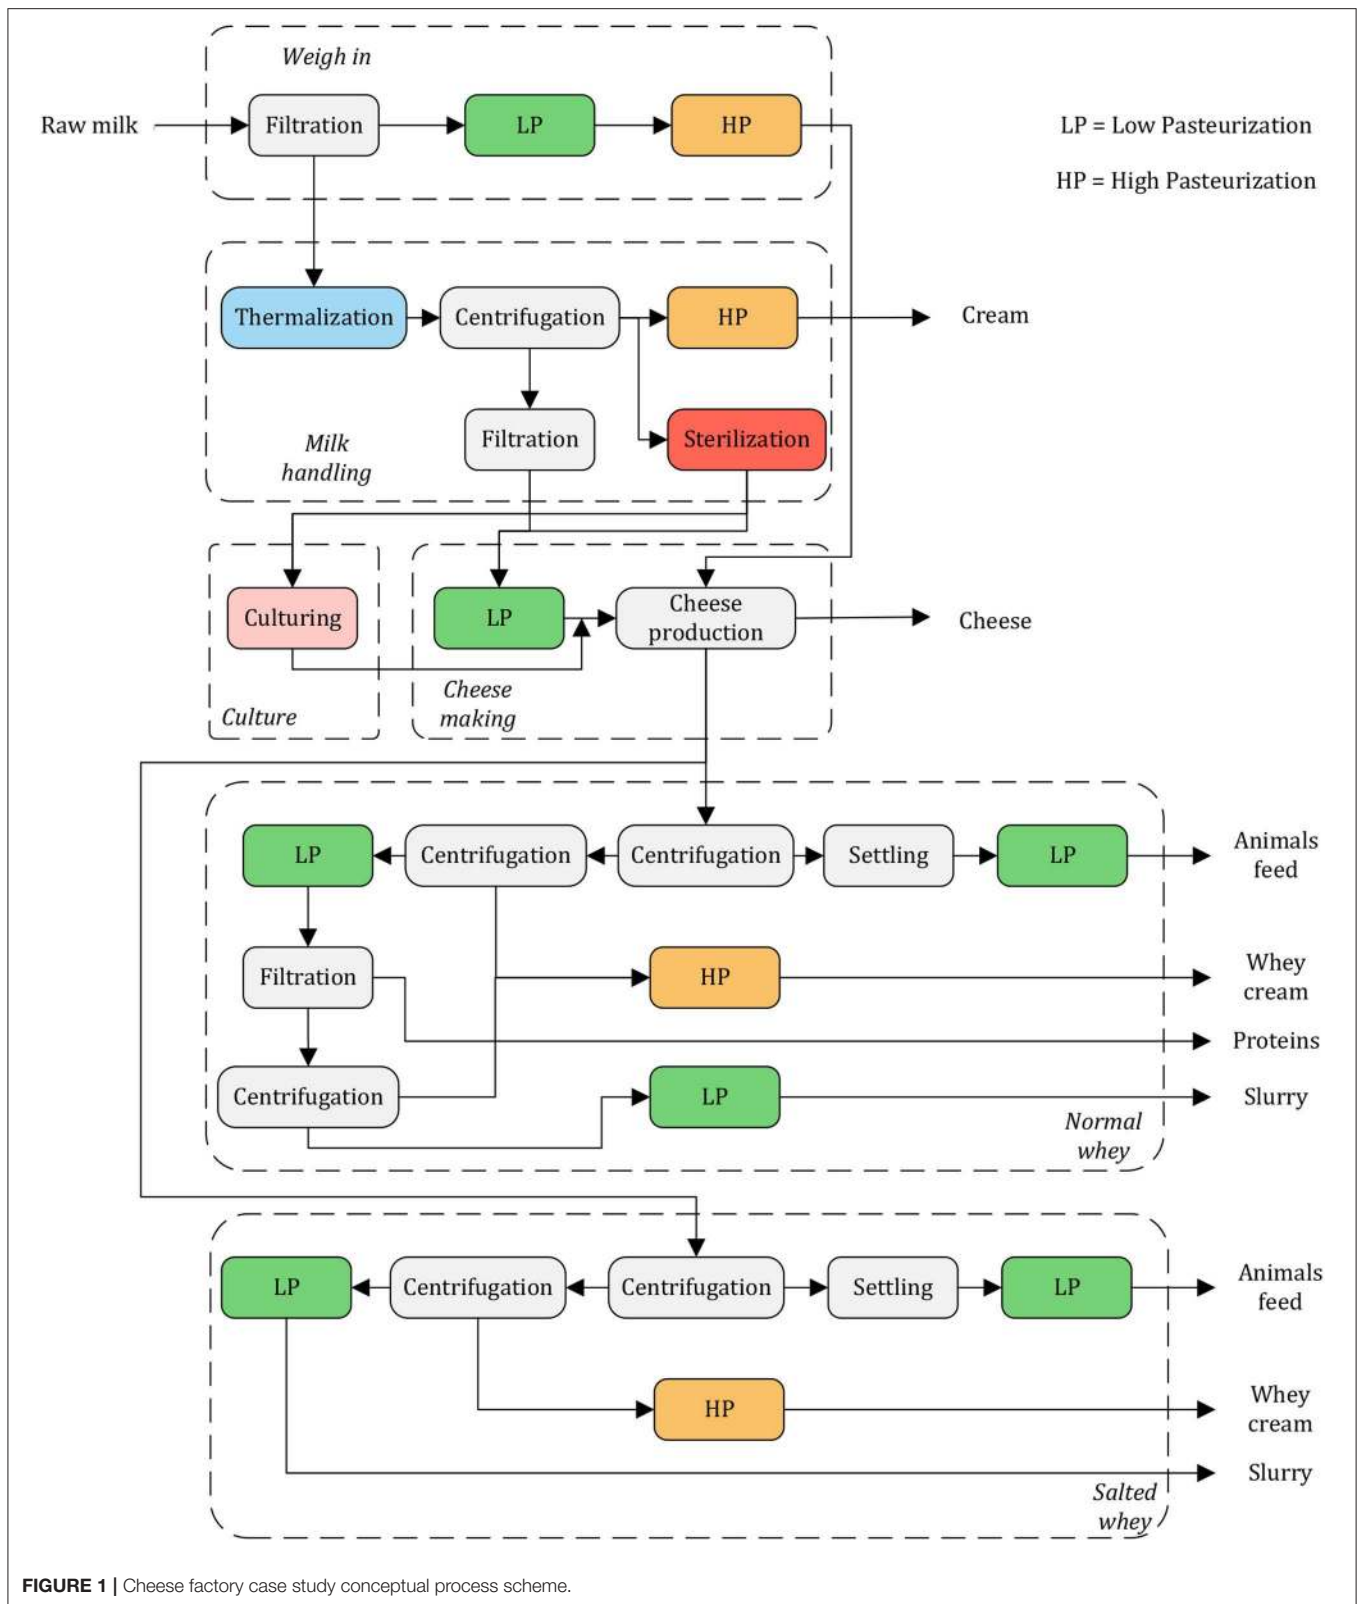 Weigh in
Raw milk
Filtration
LP
HP
LP = Low Pasteurization
HP = High Pasteurization
Thermalization
Centrifugation
HP
Cream
Filtration
Sterilization
Milk
handling
Culturing
LP
Cheese
production
Cheese
Culture
Cheese
making
LP
Centrifugation
Centrifugation
Settling
LP
Animals
feed
Filtration
HP
Whey
cream
Proteins
Centrifugation
LP
Slurry
Normal
whey
LP
Centrifugation
Centrifugation
Settling
LP
Animals
feed
HP
Whey
cream
Slurry
Salted
whey
FIGURE 1 | Cheese factory case study conceptual process scheme.